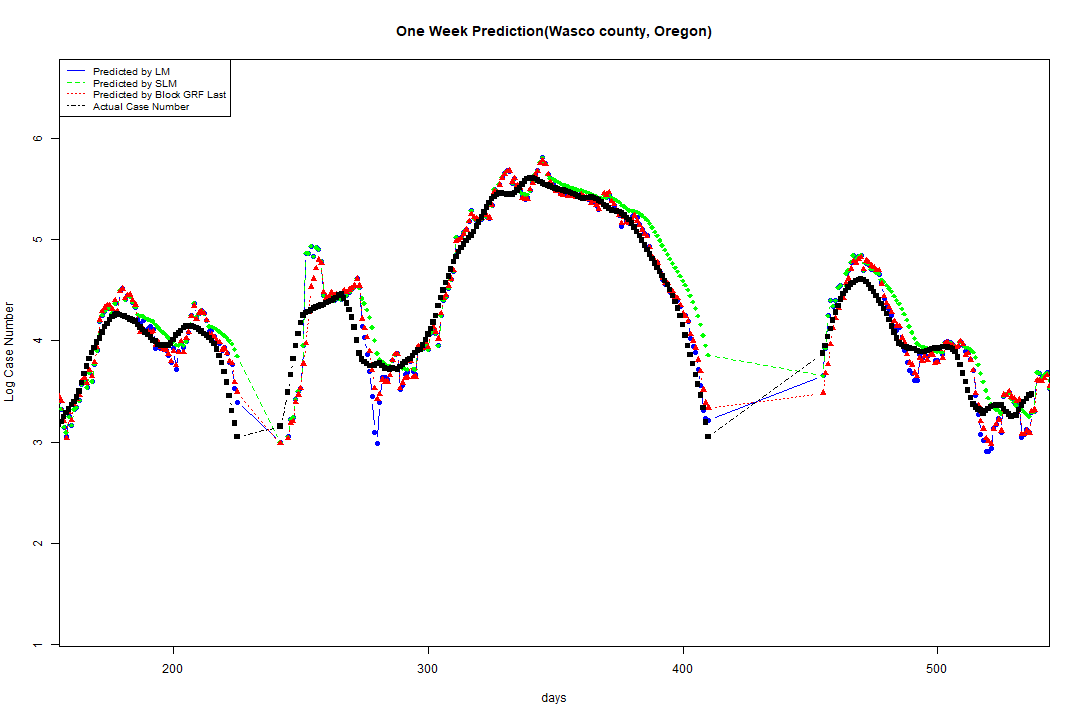 One Week Prediction(Wasco county, Oregon)
Predicted by LM
Predicted by SLM
Predicted by Block GRF Last
Actual Case Number
6
5
4
3
2
1
Log Case Number
200
300
400
500
days